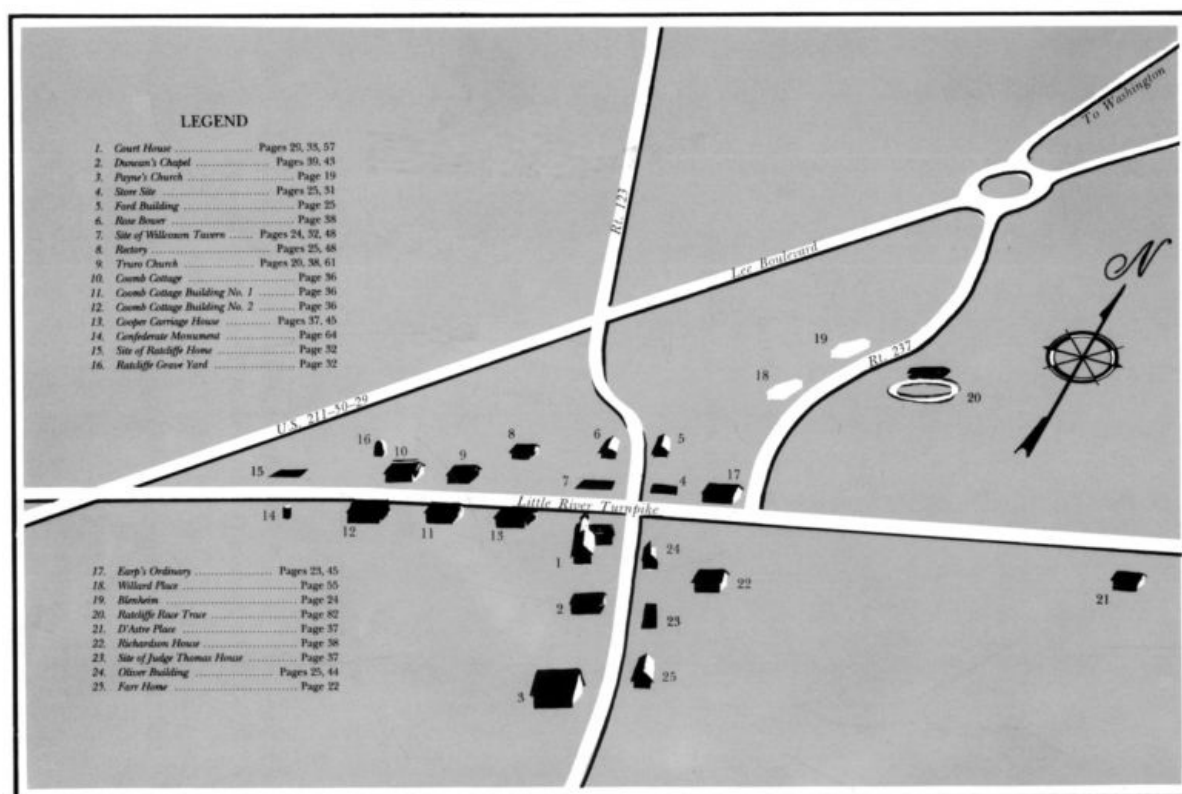 LEGEND
1. Court House ........ Pages 29, 33, 57
2. Duncan's Chapel ........ Pages 39, 43
3. Payne's Church ........ Page 19
4. Store Site ........ Pages 25, 31
5. Ford Building ........ Page 25
6. Rose Bower ........ Page 38
7. Site of Willcoxon Tavern ........ Pages 24, 32, 48
8. Rectory ........ Pages 25, 48
9. Truro Church ........ Pages 20, 38, 61
10. Coomb Cottage ........ Page 36
11. Coomb Cottage Building No. 1 ........ Page 36
12. Coomb Cottage Building No. 2 ........ Page 36
13. Cooper Carriage House ........ Pages 37, 45
14. Confederate Monument ........ Page 64
15. Site of Ratcliffe Home ........ Page 32
16. Ratcliffe Grave Yard ........ Page 32
To Washington
Rt. 123
Lee Boulevard
N
19
Rt. 237
18
20
U.S. 211-50-29
16
10
9
8
6
5
15
7
4
17
Little River Turnpike
14
12
11
13
1
24
22
21
2
23
3
25
17. Earp's Ordinary ........ Pages 23, 45
18. Willard Place ........ Page 55
19. Blenheim ........ Page 24
20. Ratcliffe Race Trace ........ Page 82
21. D'Astre Place ........ Page 37
22. Richardson House ........ Page 38
23. Site of Judge Thomas House ........ Page 37
24. Oliver Building ........ Pages 25, 44
25. Farr Home ........ Page 22